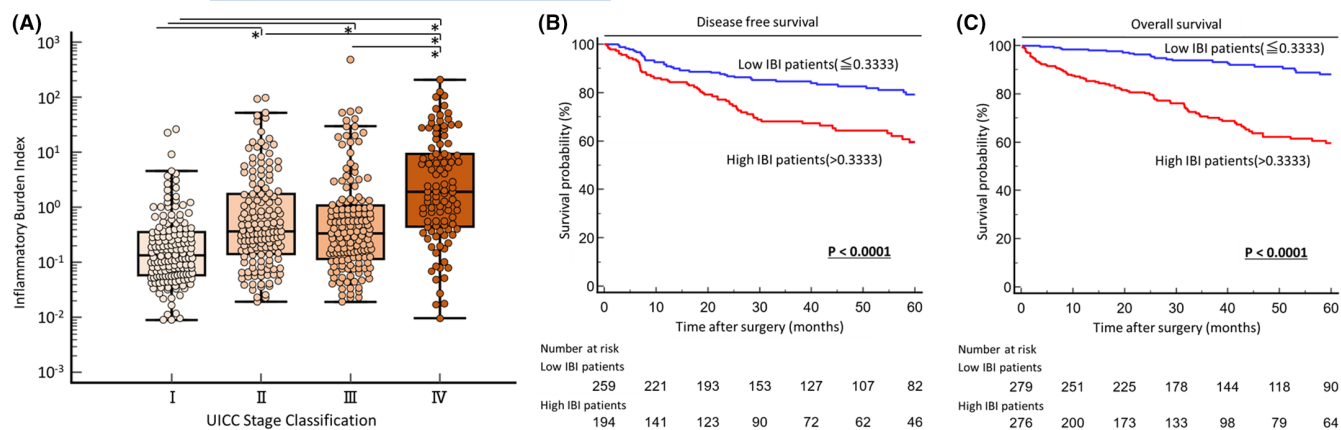 (A)
*
*
*
*
*
10³
10²
10¹
10⁰
10⁻¹
10⁻²
10⁻³
Inflammatory Burden Index
I
II
III
IV
UICC Stage Classification
(B)
Disease free survival
100
80
60
40
20
0
Survival probability (%)
Low IBI patients(≦0.3333)
High IBI patients(>0.3333)
P < 0.0001
0 10 20 30 40 50 60
Time after surgery (months)
Number at risk
Low IBI patients
259 221 193 153 127 107 82
High IBI patients
194 141 123 90 72 62 46
(C)
Overall survival
100
80
60
40
20
0
Survival probability (%)
Low IBI patients(≦0.3333)
High IBI patients(>0.3333)
P < 0.0001
0 10 20 30 40 50 60
Time after surgery (months)
Number at risk
Low IBI patients
279 251 225 178 144 118 90
High IBI patients
276 200 173 133 98 79 64